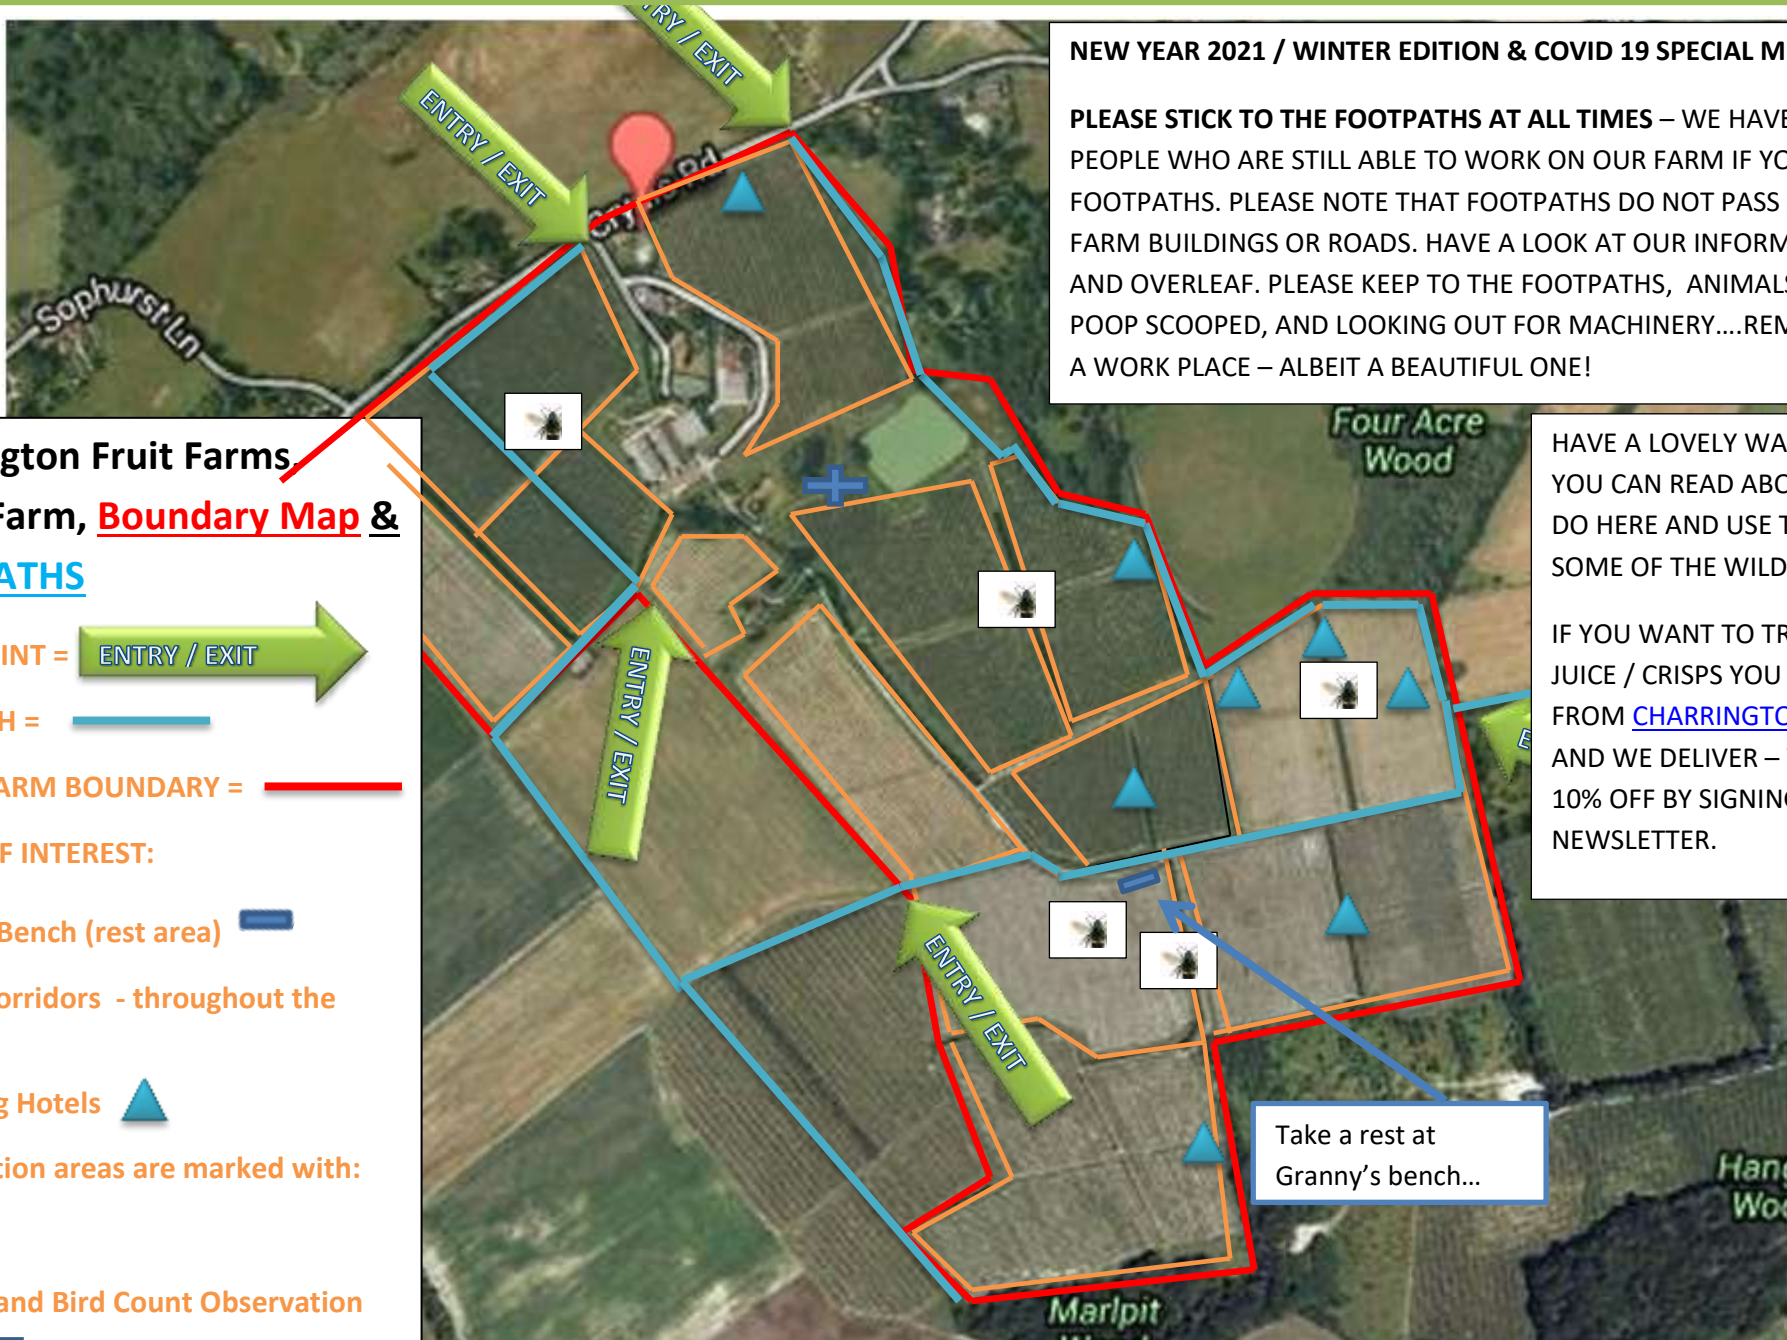 NEW YEAR 2021 / WINTER EDITION & COVID 19 SPECIAL M
PLEASE STICK TO THE FOOTPATHS AT ALL TIMES – WE HAVE
PEOPLE WHO ARE STILL ABLE TO WORK ON OUR FARM IF YO
FOOTPATHS. PLEASE NOTE THAT FOOTPATHS DO NOT PASS
FARM BUILDINGS OR ROADS. HAVE A LOOK AT OUR INFORM
AND OVERLEAF. PLEASE KEEP TO THE FOOTPATHS, ANIMALS
POOP SCOOPED, AND LOOKING OUT FOR MACHINERY....REM
A WORK PLACE – ALBEIT A BEAUTIFUL ONE!
TRY / EXIT
ENTRY / EXIT
Rd
Sophurst Ln
Four Acre
Wood
HAVE A LOVELY WA
YOU CAN READ ABO
DO HERE AND USE T
SOME OF THE WILD
IF YOU WANT TO TR
JUICE / CRISPS YOU
FROM CHARRINGTO
AND WE DELIVER –
10% OFF BY SIGNING
NEWSLETTER.
gton Fruit Farms,
Farm, Boundary Map &
ATHS
INT = ENTRY / EXIT
H =
ARM BOUNDARY =
F INTEREST:
Bench (rest area)
orridors - throughout the
g Hotels
tion areas are marked with:
and Bird Count Observation
ENTRY / EXIT
E
ENTRY / EXIT
Take a rest at
Granny's bench...
Marlpit
Han
Woo